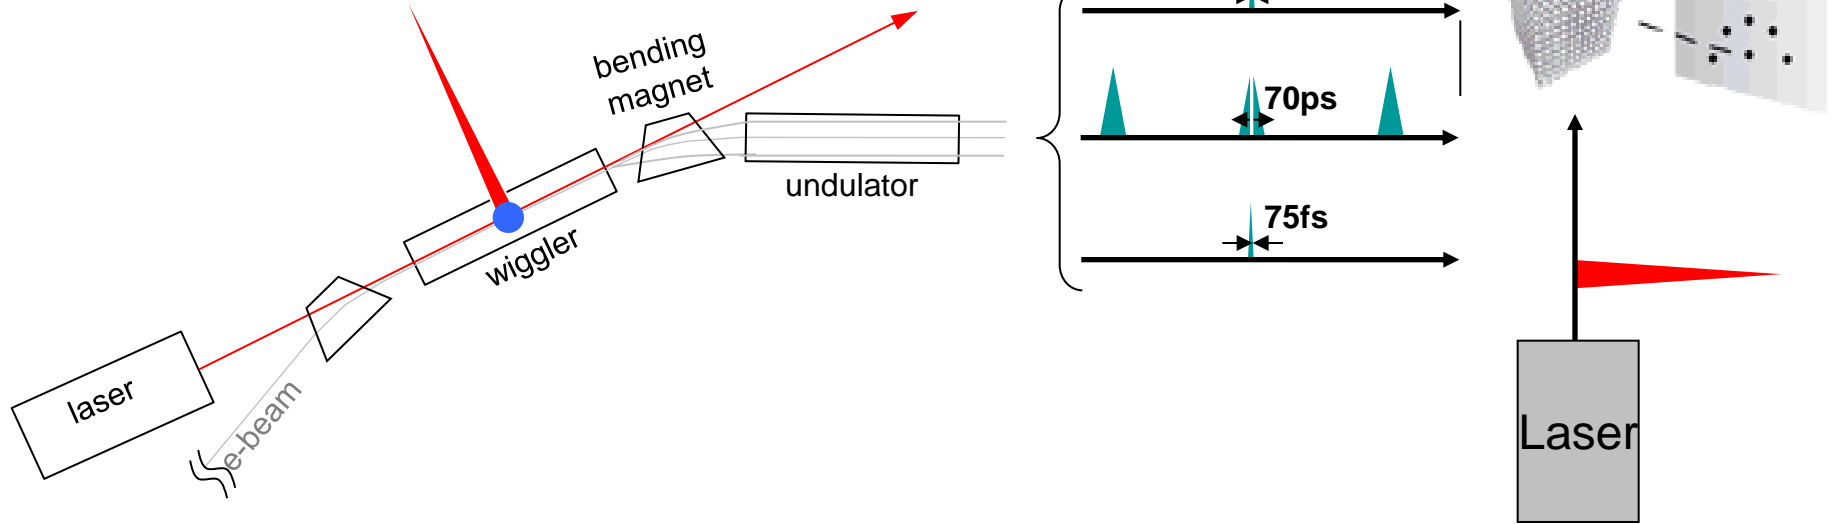 bending
magnet
70ps
undulator
75fs
wiggler
laser
e-beam
Laser